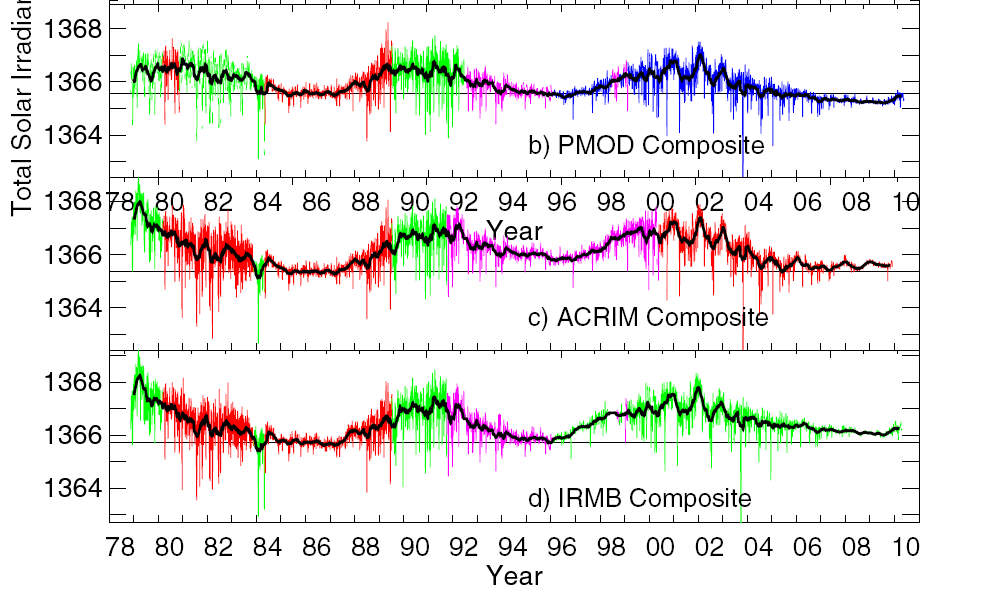 Total Solar Irradian
1368
1366
1364
b) PMOD Composite
78 80 82 84 86 88 90 92 94 96 98 00 02 04 06 08 10
Year
1368
1366
1364
c) ACRIM Composite
1368
1366
1364
d) IRMB Composite
78 80 82 84 86 88 90 92 94 96 98 00 02 04 06 08 10
Year